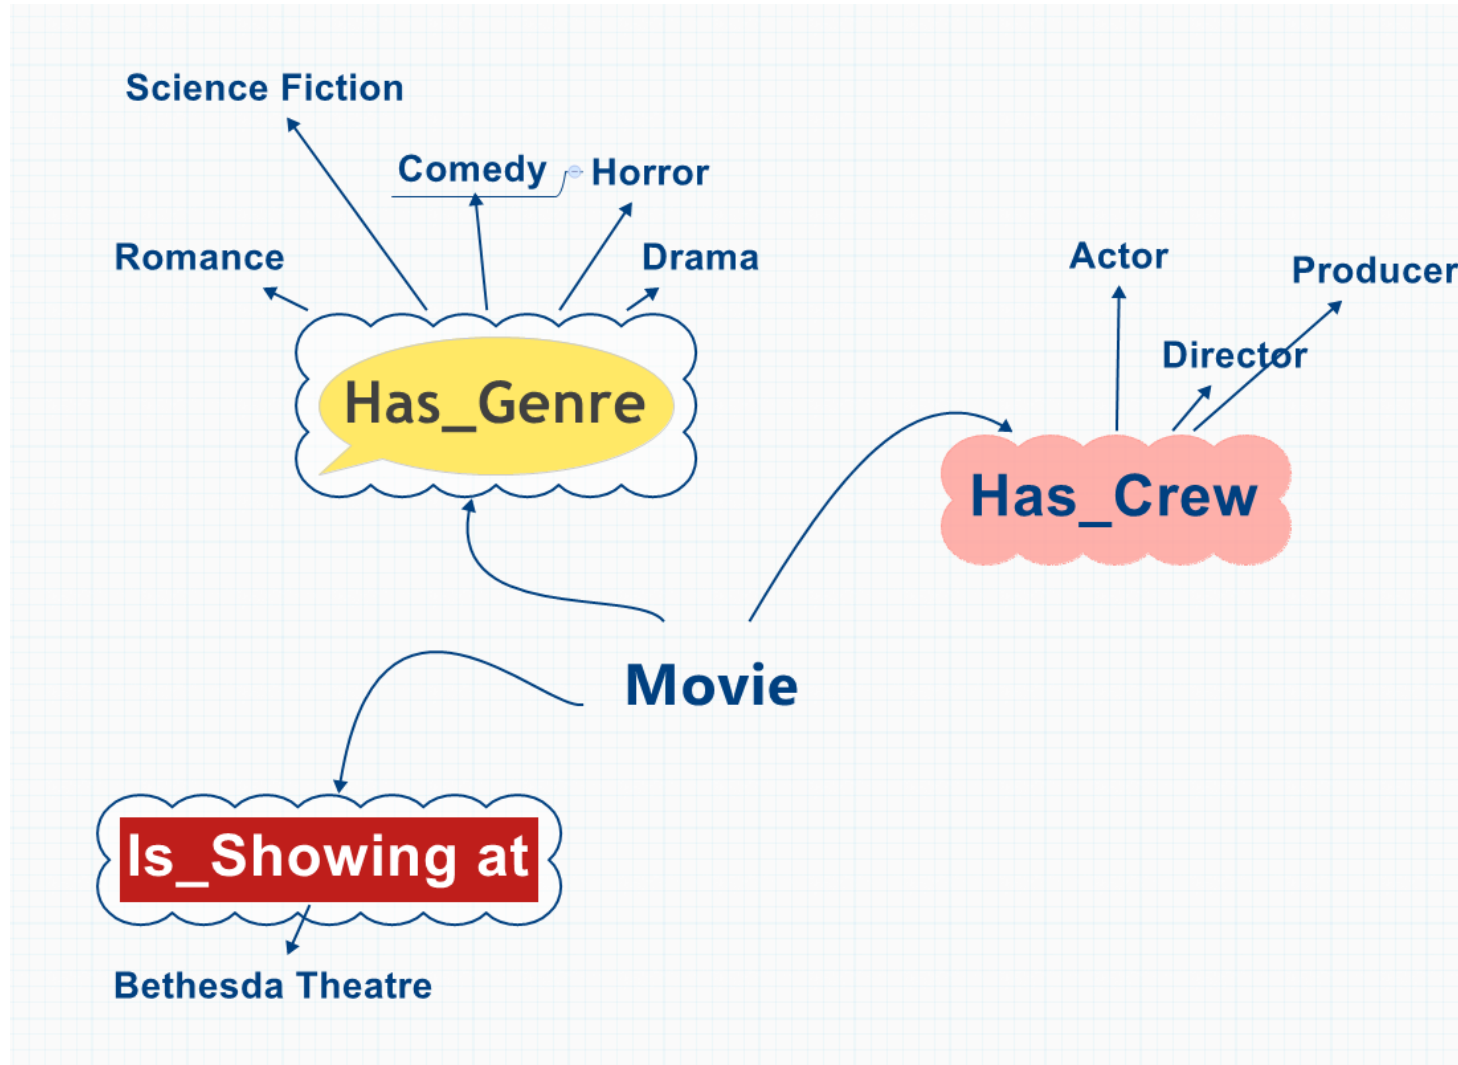 Science Fiction
Comedy
Horror
Romance
Drama
Has_Genre
Actor
Producer
Director
Has_Crew
Movie
Is_Showing at
Bethesda Theatre